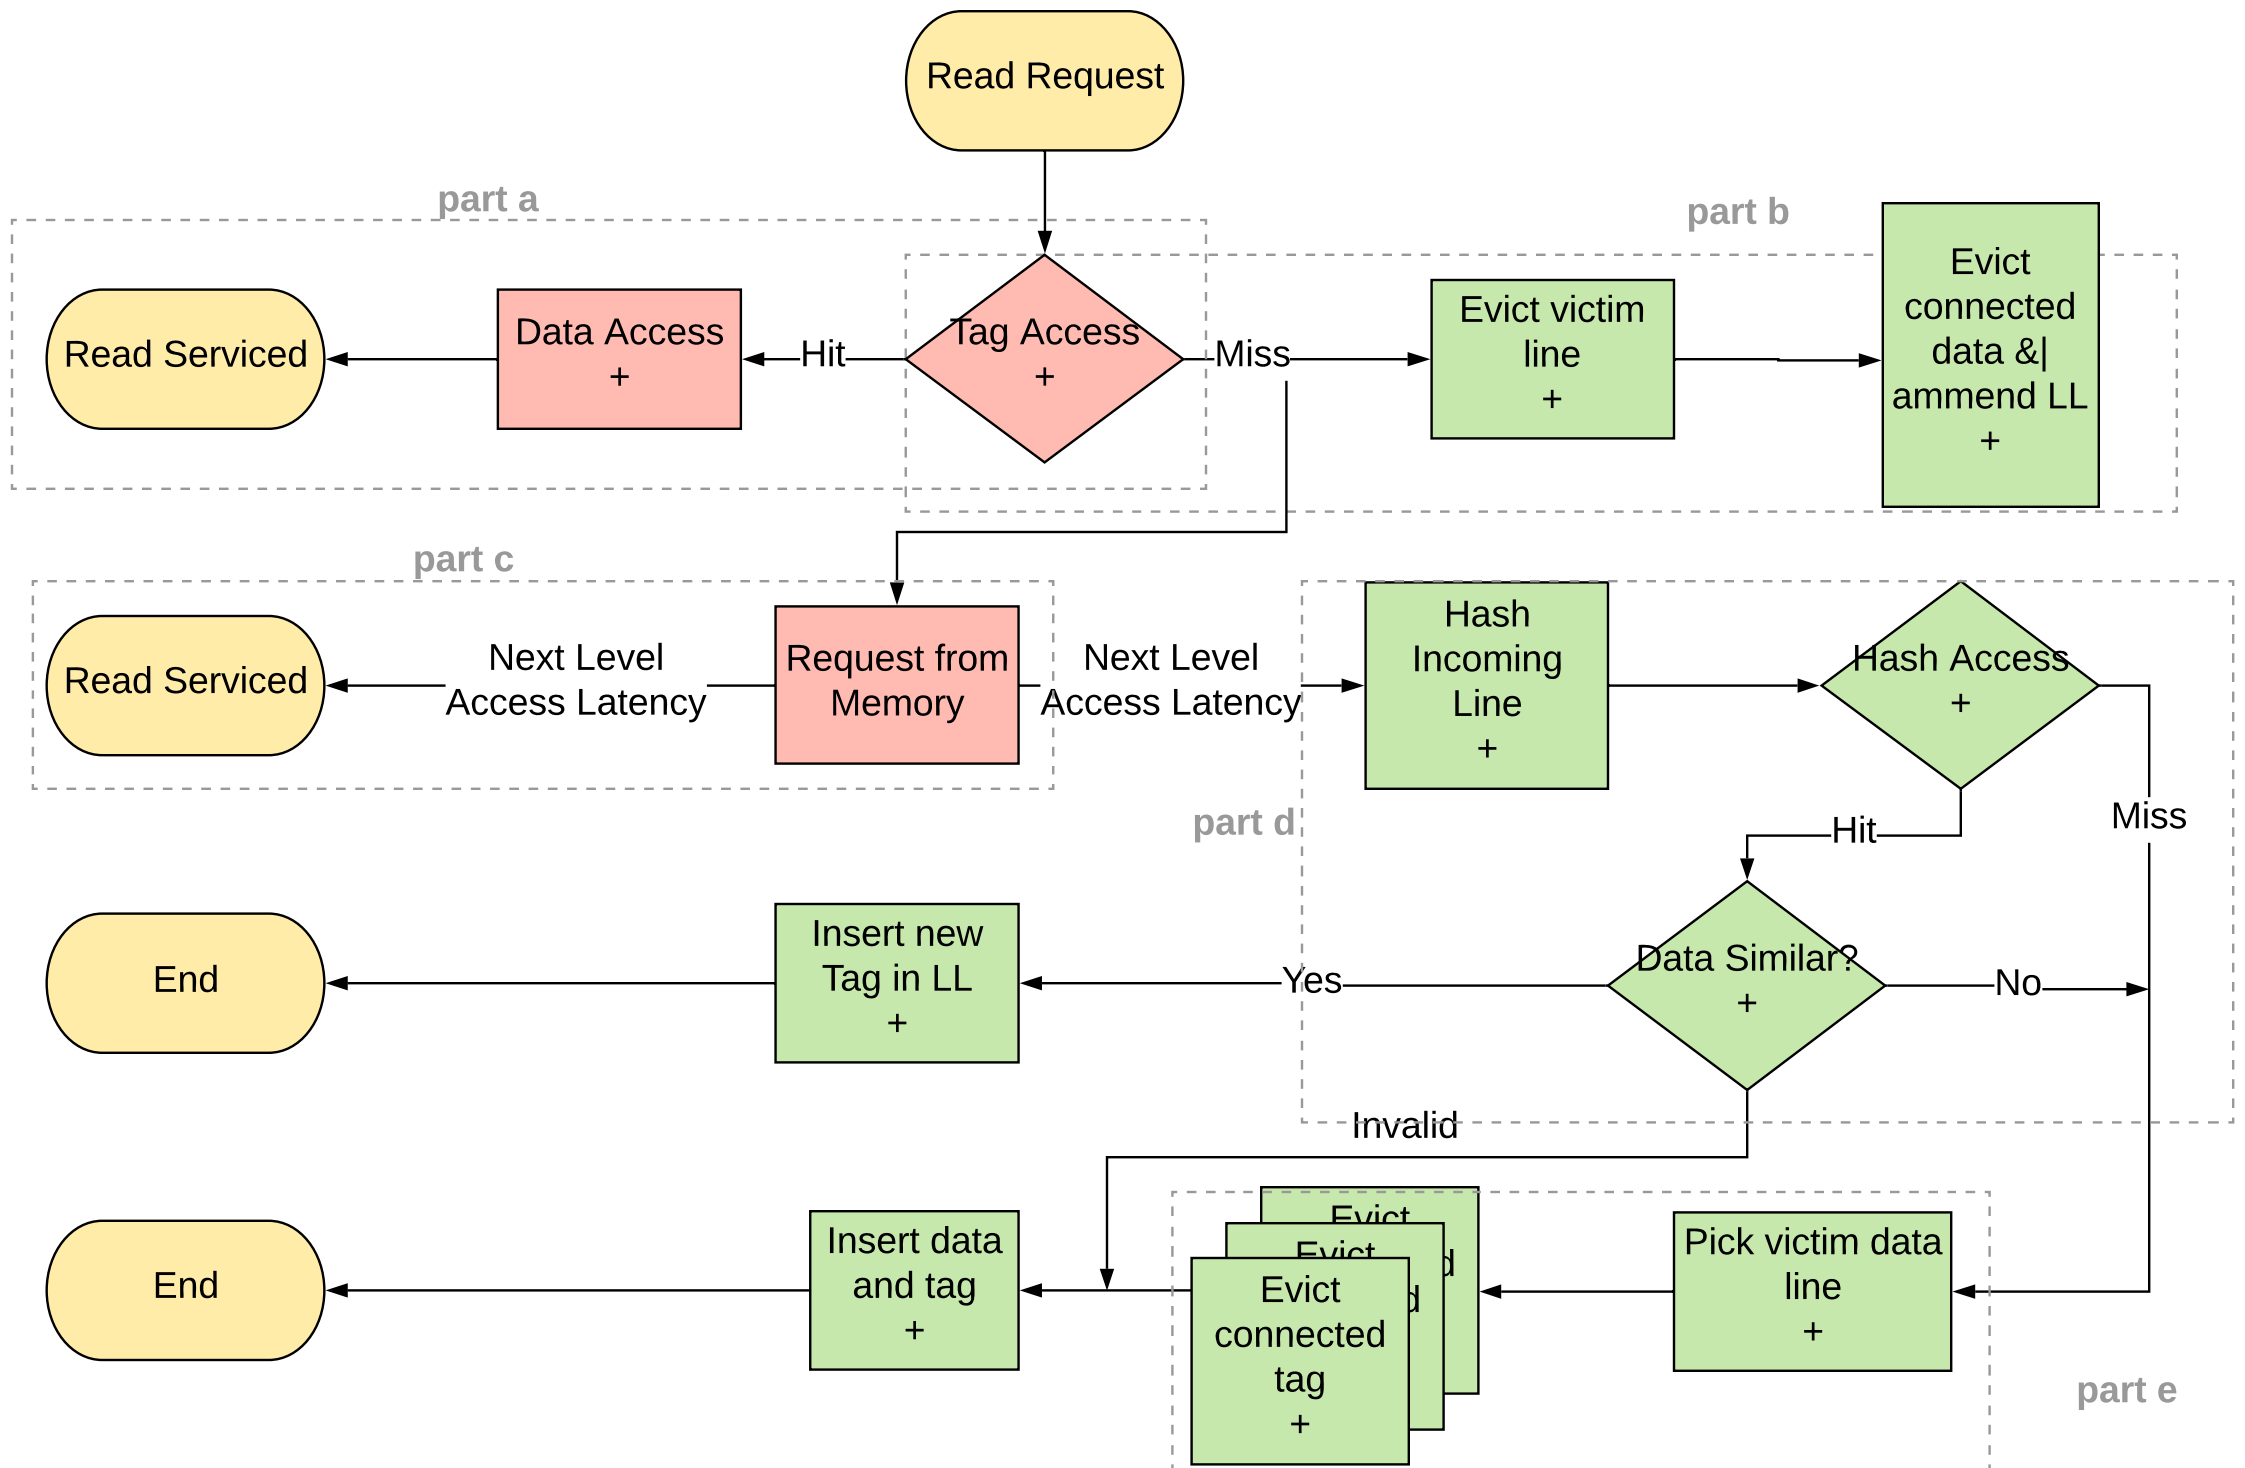 Read Request
part a
part b
Read Serviced
Data Access
+
Hit
Tag Access
+
Miss
Evict victim
line
+
Evict
connected
data &|
ammend LL
+
part c
Read Serviced
Next Level
Access Latency
Request from
Memory
Next Level
Access Latency
Hash
Incoming
Line
+
Hash Access
+
part d
Hit
Miss
End
Insert new
Tag in LL
+
Yes
Data Similar?
+
No
Invalid
End
Insert data
and tag
+
Evict
Evict
d
d
Evict
connected
tag
+
Pick victim data
line
+
part e